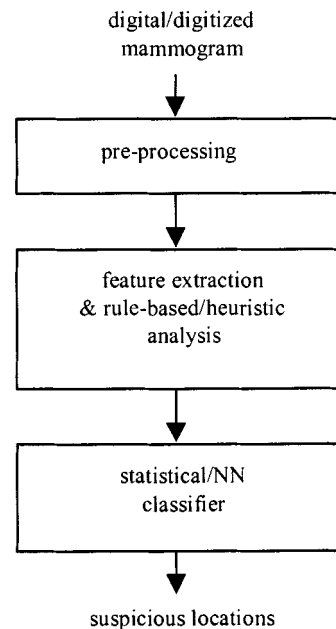 digital/digitized
mammogram
pre-processing
feature extraction
& rule-based/heuristic
analysis
statistical/NN
classifier
suspicious locations